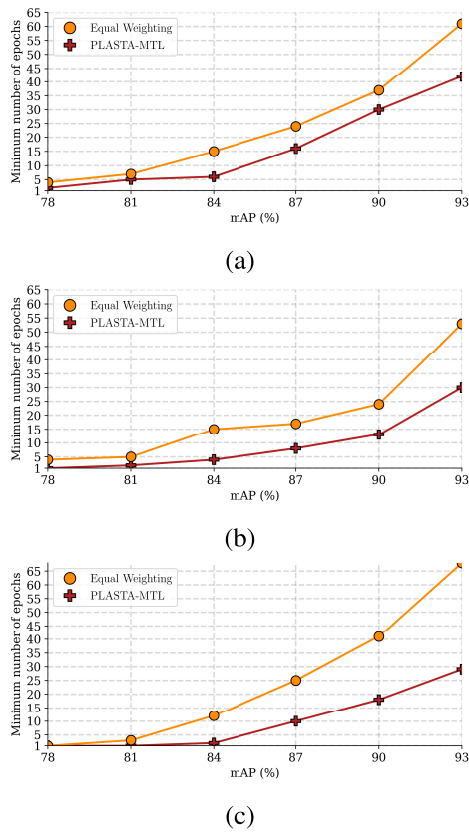 65
60
55
50
45
40
35
30
25
20
15
10
5
1
Minimum number of epochs
Equal Weighting
PLASTA-MTL
78 81 84 87 90 93
mAP (%)
(a)
65
60
55
50
45
40
35
30
25
20
15
10
5
1
Minimum number of epochs
Equal Weighting
PLASTA-MTL
78 81 84 87 90 93
mAP (%)
(b)
65
60
55
50
45
40
35
30
25
20
15
10
5
1
Minimum number of epochs
Equal Weighting
PLASTA-MTL
78 81 84 87 90 93
mAP (%)
(c)